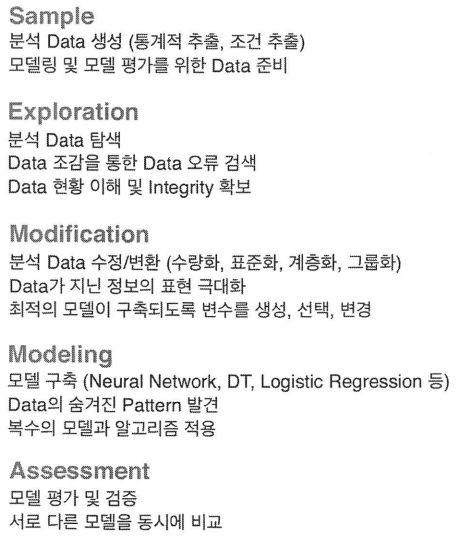 Sample
분석 Data 생성 (통계적 추출, 조건 추출)
모델링 및 모델 평가를 위한 Data 준비
Exploration
분석 Data 탐색
Data 조감을 통한 Data 오류 검색
Data 현황 이해 및 Integrity 확보
Modification
분석 Data 수정/변환 (수량화, 표준화, 계층화, 그룹화)
Data가 지닌 정보의 표현 극대화
최적의 모델이 구축되도록 변수를 생성, 선택, 변경
Modeling
모델 구축 (Neural Network, DT, Logistic Regression 등)
Data의 숨겨진 Pattern 발견
복수의 모델과 알고리즘 적용
Assessment
모델 평가 및 검증
서로 다른 모델을 동시에 비교